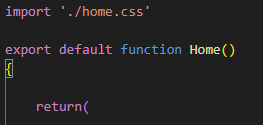 import './home.css'
export default function Home()
{
return(